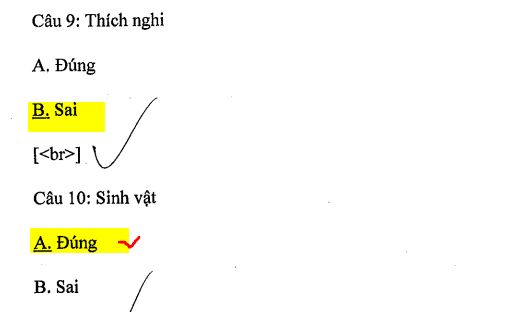 Câu 9: Thích nghi
A. Đúng
B. Sai
[<br>]
Câu 10: Sinh vật
A. Đúng
B. Sai